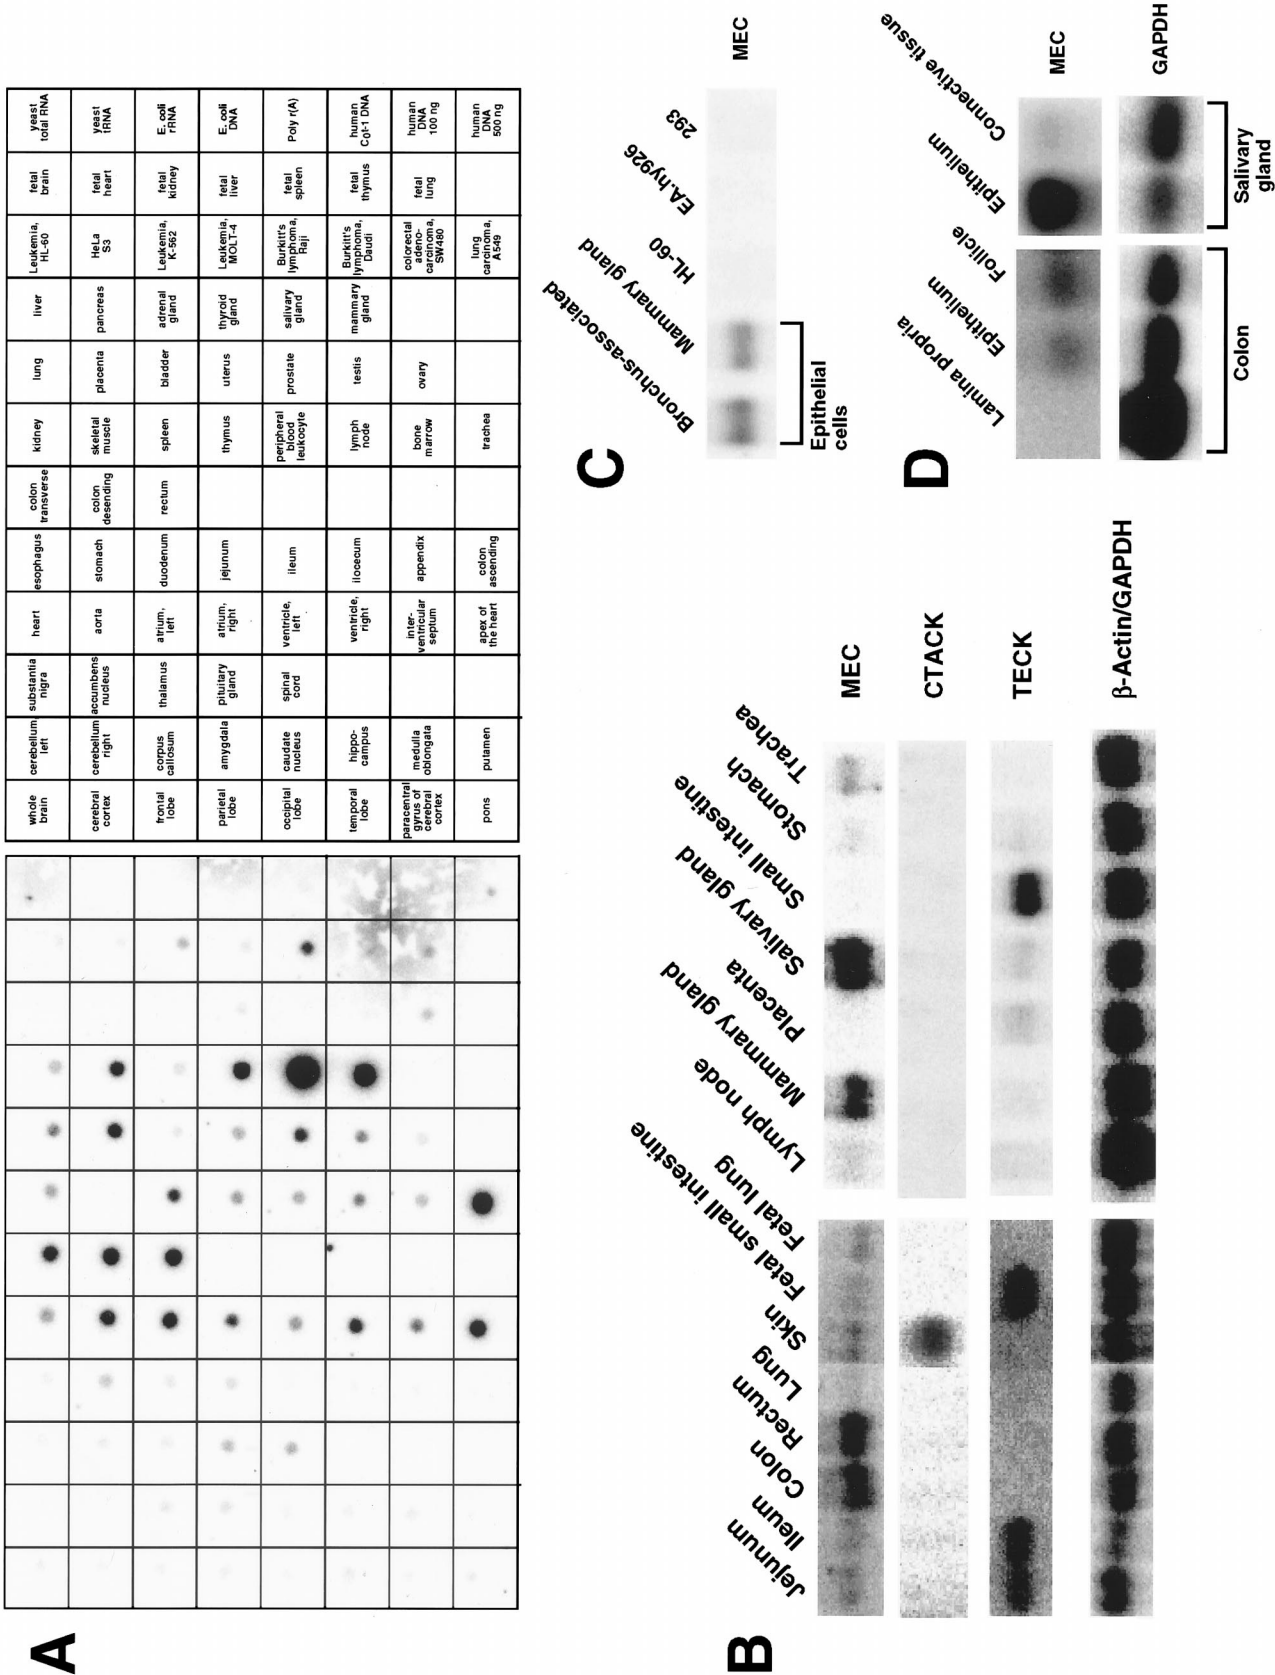 A
whole
brain
cerebellum,
left
substantia
nigra
heart
esophagus
colon
transverse
kidney
lung
liver
Leukemia,
HL-60
fetal
brain
yeast
total RNA
cerebral
cortex
cerebellum
right
accumbens
nucleus
aorta
stomach
colon
desending
skeletal
muscle
placenta
pancreas
HeLa
S3
fetal
heart
yeast
tRNA
frontal
lobe
corpus
callosum
thalamus
atrium,
left
duodenum
rectum
spleen
bladder
adrenal
gland
Leukemia,
K-562
fetal
kidney
E. coli
rRNA
parietal
lobe
amygdala
pituitary
gland
atrium,
right
jejunum
thymus
uterus
thyroid
gland
Leukemia,
MOLT-4
fetal
liver
E. coli
DNA
occipital
lobe
caudate
nucleus
spinal
cord
ventricle,
left
ileum
peripheral
blood
leukocyte
prostate
salivary
gland
Burkitt's
lymphoma,
Raji
fetal
spleen
Poly r(A)
temporal
lobe
hippo-
campus
ventricle,
right
ilocecum
lymph
node
testis
mammary
gland
Burkitt's
lymphoma,
Daudi
fetal
thymus
human
Cot-1 DNA
paracentral
gyrus of
cerebral
cortex
medulla
oblongata
inter-
ventricular
septum
appendix
bone
marrow
ovary
colorectal
adeno-
carcinoma,
SW480
fetal
lung
human
DNA
100 ng
pons
putamen
apex of
the heart
colon
ascending
trachea
lung
carcinoma,
A549
human
DNA
500 ng
B
Jejunum
Ileum
Colon
Rectum
Lung
Skin
Fetal small intestine
Fetal lung
Lymph node
Mammary gland
Placenta
Salivary gland
Small intestine
Stomach
Trachea
MEC
CTACK
TECK
β-Actin/GAPDH
C
Bronchus-associated
Mammary gland
HL-60
EA.hy926
293
MEC
Epithelial
cells
D
Lamina propria
Epithelium
Follicle
Epithelium
Connective tissue
MEC
GAPDH
Colon
Salivary
gland